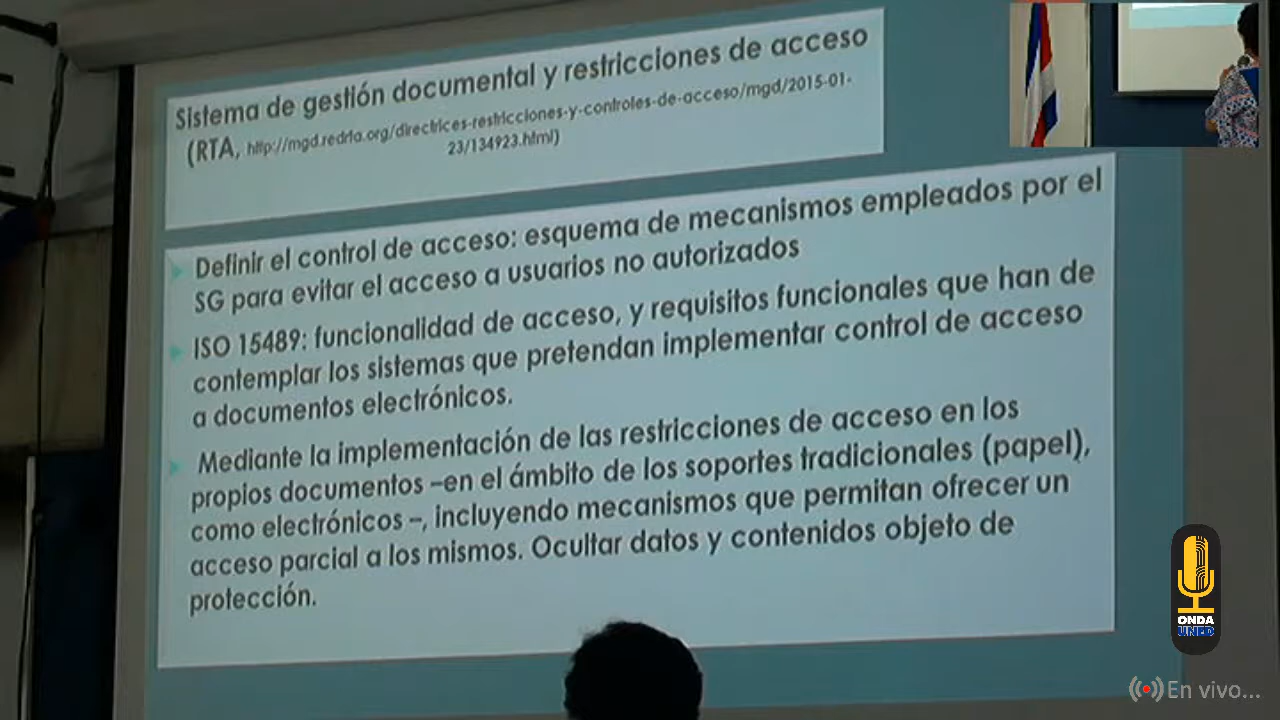 Sistema de gestión documental y restricciones de acceso
(RTA, http://mgd.redrta.org/directrices-restricciones-y-controles-de-acceso/mgd/2015-01-
23/134923.html)
Definir el control de acceso: esquema de mecanismos empleados por el
SG para evitar el acceso a usuarios no autorizados
ISO 15489: funcionalidad de acceso, y requisitos funcionales que han de
contemplar los sistemas que pretendan implementar control de acceso
a documentos electrónicos.
Mediante la implementación de las restricciones de acceso en los
propios documentos –en el ámbito de los soportes tradicionales (papel),
como electrónicos –, incluyendo mecanismos que permitan ofrecer un
acceso parcial a los mismos. Ocultar datos y contenidos objeto de
protección.
ONDA
UNED
En vivo...